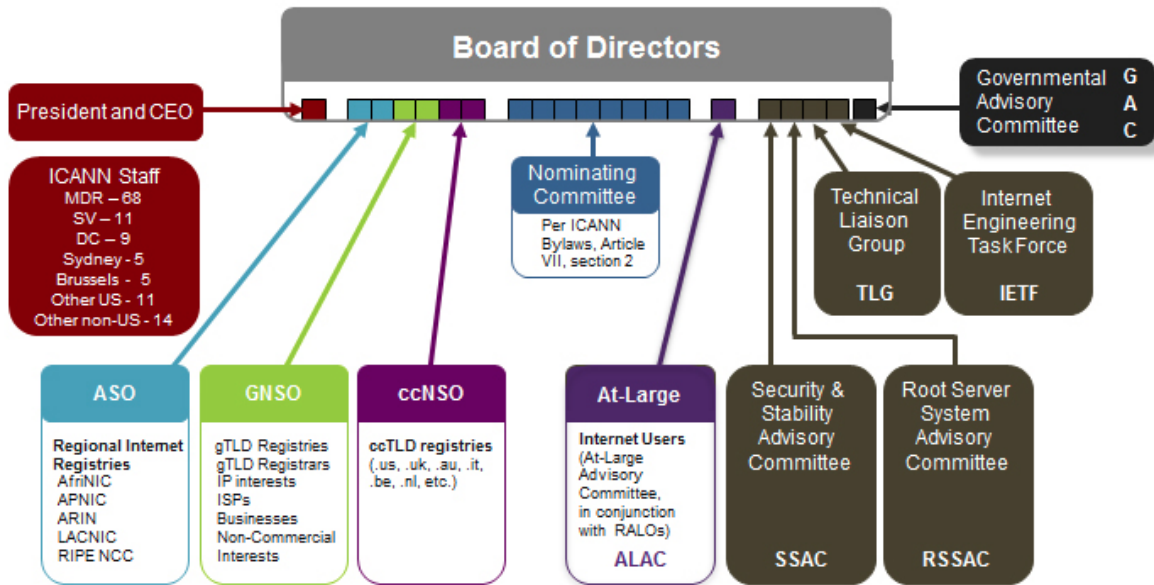 Board of Directors
President and CEO
Governmental
Advisory
Committee
G
A
C
ICANN Staff
MDR – 68
SV – 11
DC – 9
Sydney - 5
Brussels - 5
Other US - 11
Other non-US - 14
Nominating
Committee
Per ICANN
Bylaws, Article
VII, section 2
Technical
Liaison
Group
TLG
Internet
Engineering
Task Force
IETF
ASO
Regional Internet
Registries
AfriNIC
APNIC
ARIN
LACNIC
RIPE NCC
GNSO
gTLD Registries
gTLD Registrars
IP interests
ISPs
Businesses
Non-Commercial
Interests
ccNSO
ccTLD registries
(.us, .uk, .au, .it,
.be, .nl, etc.)
At-Large
Internet Users
(At-Large
Advisory
Committee,
in conjunction
with RALOs)
ALAC
Security &
Stability
Advisory
Committee
SSAC
Root Server
System
Advisory
Committee
RSSAC